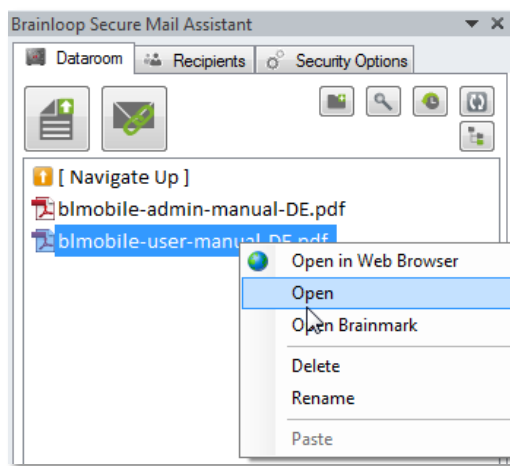 Brainloop Secure Mail Assistant
Dataroom Recipients Security Options
[ Navigate Up ]
blmobile-admin-manual-DE.pdf
blmobile-user-manual-DE.pdf
Open in Web Browser
Open
Open Brainmark
Delete
Rename
Paste